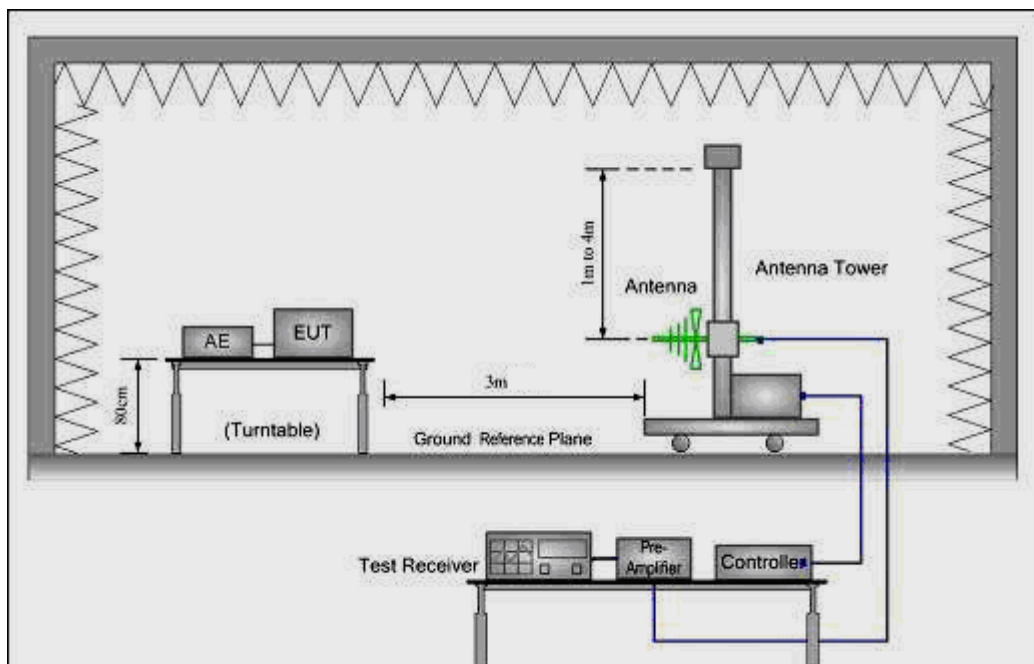 1m to 4m
Antenna Tower
Antenna
AE
EUT
80cm
3m
(Turntable)
Ground Reference Plane
Test Receiver
Pre-
Amplifier
Controller